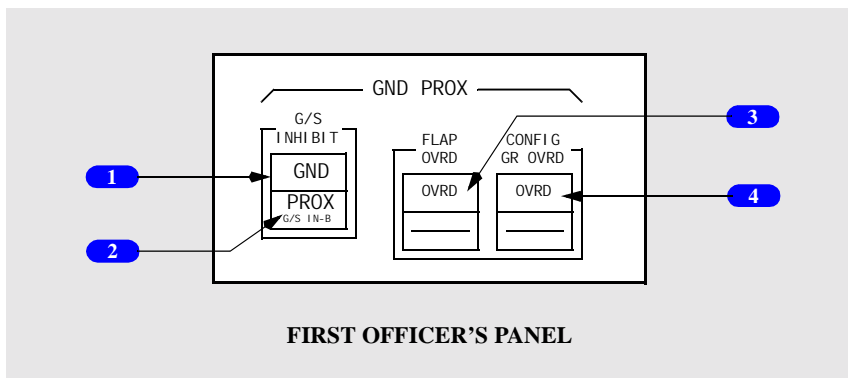 GND PROX
G/S
INHIBIT
FLAP
OVRD
CONFIG
GR OVRD
GND
PROX
G/S IN-B
OVRD
OVRD
1
2
3
4
FIRST OFFICER'S PANEL